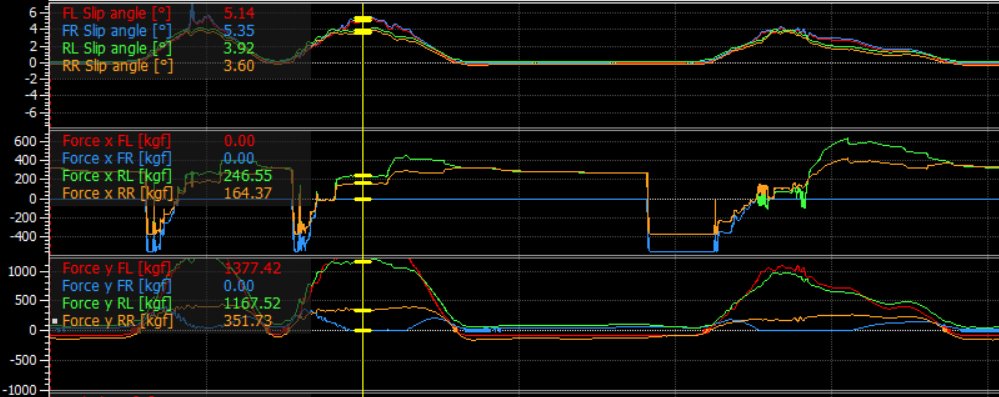 6 FL Slip angle [°] 5.14
4 FR Slip angle [°] 5.35
2 RL Slip angle [°] 3.92
0 RR Slip angle [°] 3.60
-2
-4
-6
600 Force x FL [kgf] 0.00
400 Force x FR [kgf] 0.00
200 Force x RL [kgf] 246.55
0 Force x RR [kgf] 164.37
-200
-400
1000 Force y FL [kgf] 1377.42
Force y FR [kgf] 0.00
500 Force y RL [kgf] 1167.52
0 Force y RR [kgf] 351.73
-500
-1000